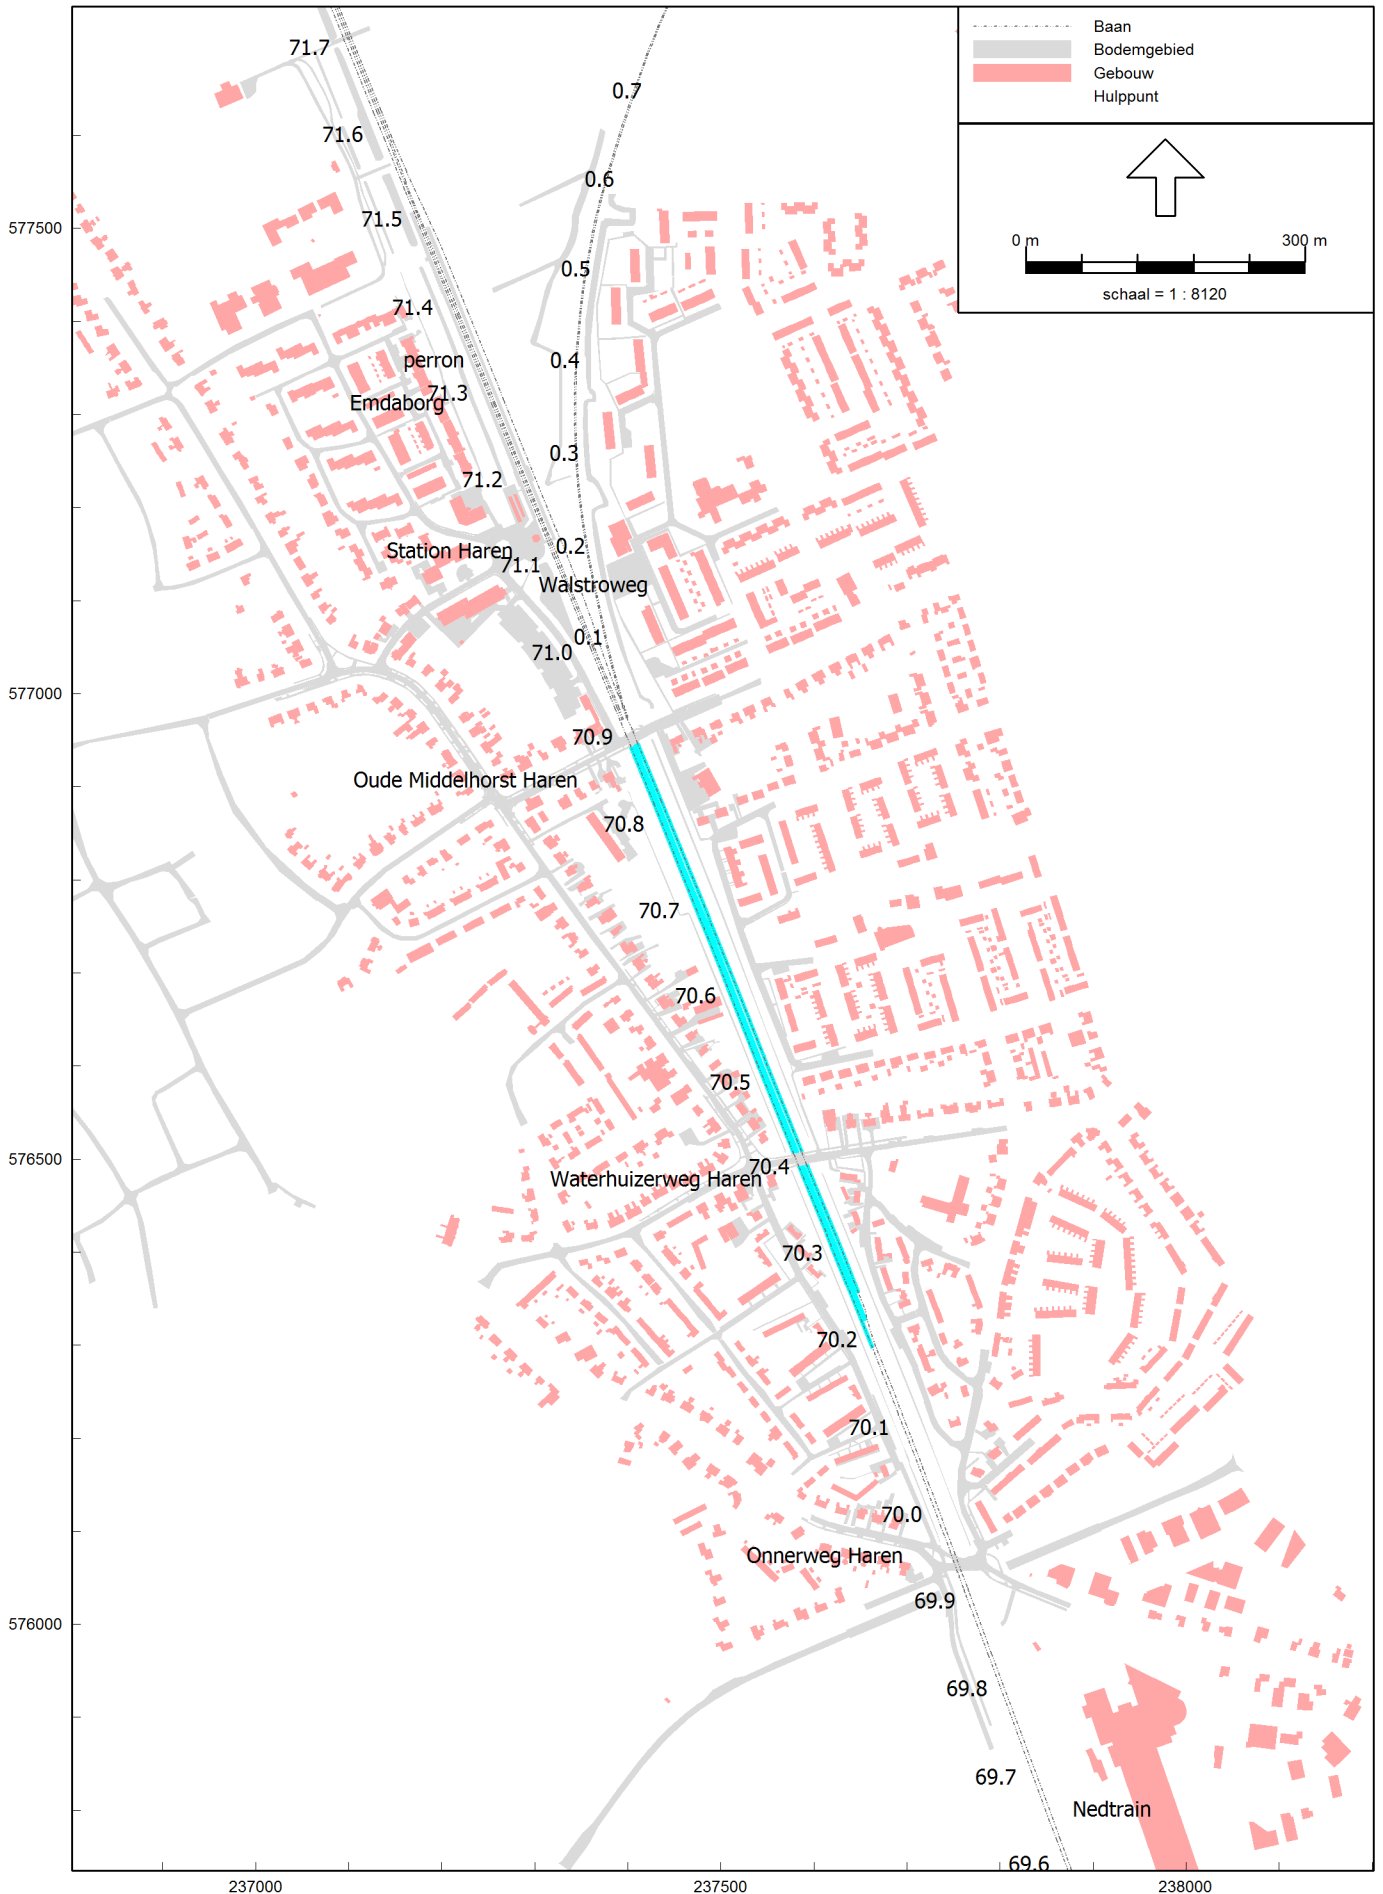 Baan
Bodemgebied
Gebouw
Hulppunt
0 m 300 m
schaal = 1 : 8120
71.7
0.7
71.6
0.6
71.5
577500
0.5
71.4
perron
0.4
71.3
Emdaborg
0.3
71.2
0.2
Station Haren
71.1
Walstroweg
0.1
71.0
577000
70.9
Oude Middelhorst Haren
70.8
70.7
70.6
70.5
576500
70.4
Waterhuizerweg Haren
70.3
70.2
70.1
70.0
Onnerweg Haren
69.9
576000
69.8
69.7
Nedtrain
69.6
237000 237500 238000